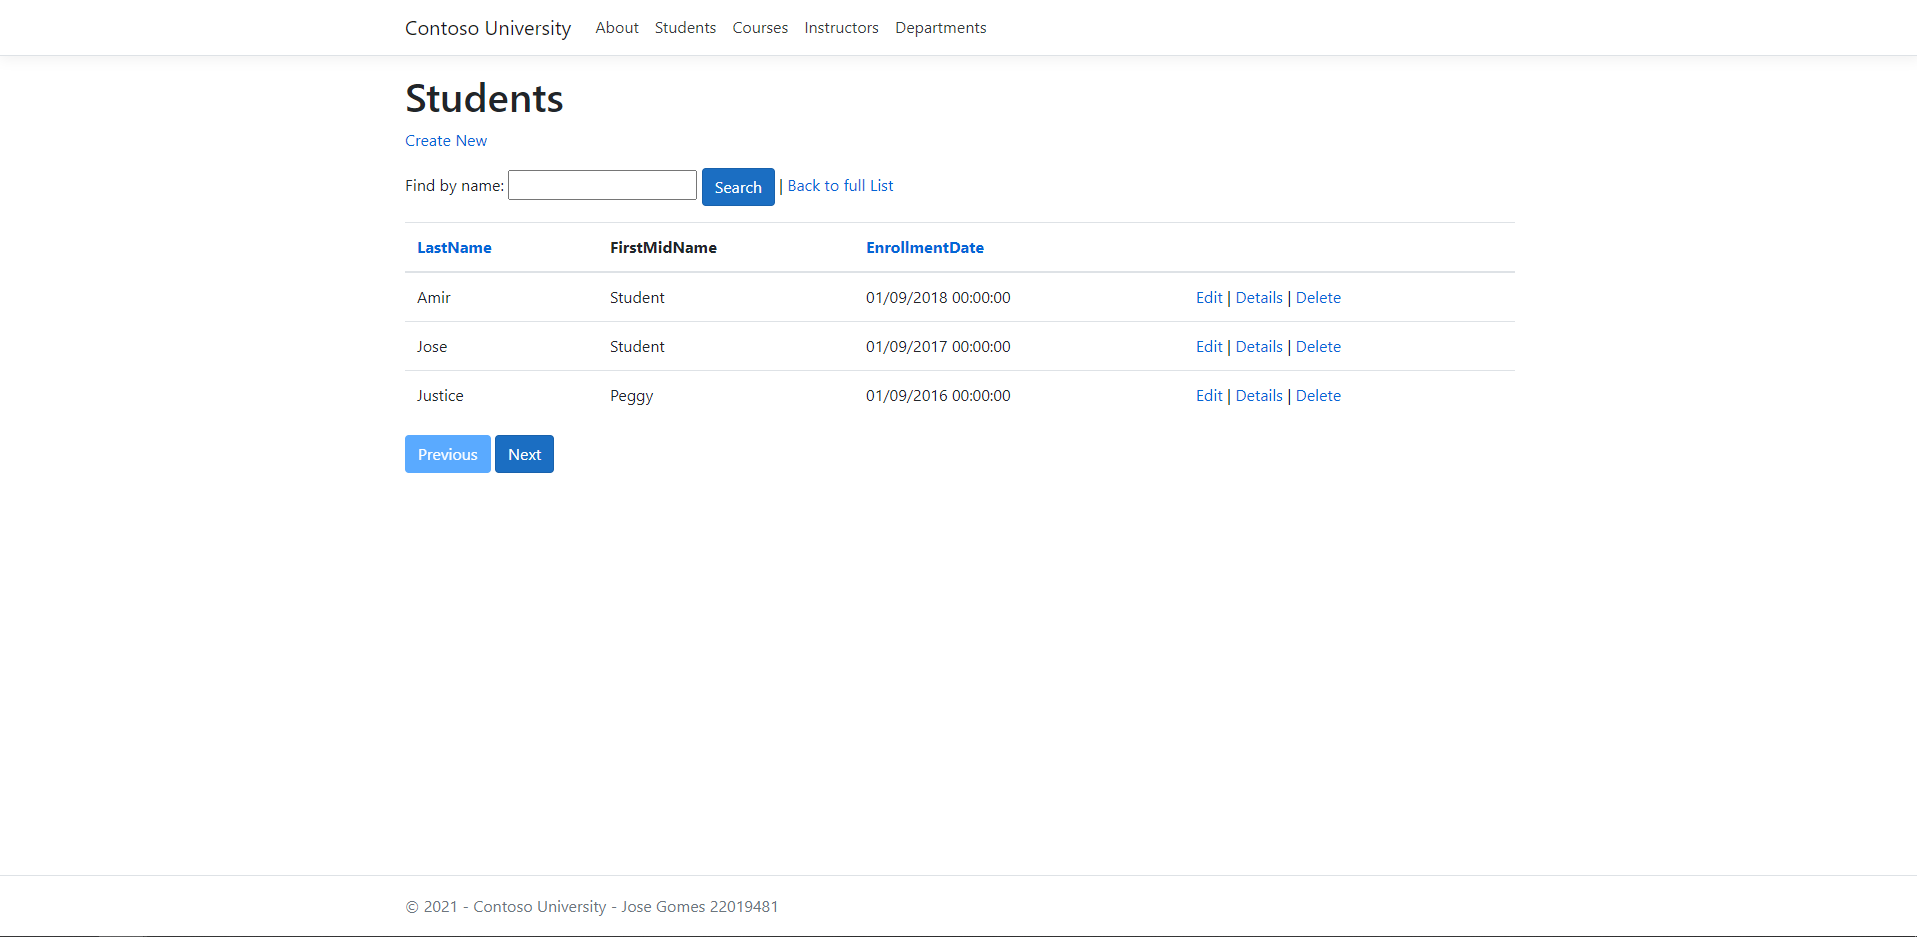 Contoso University About Students Courses Instructors Departments
Students
Create New
Find by name: Search | Back to full List
LastName FirstMidName EnrollmentDate
Amir Student 01/09/2018 00:00:00 Edit | Details | Delete
Jose Student 01/09/2017 00:00:00 Edit | Details | Delete
Justice Peggy 01/09/2016 00:00:00 Edit | Details | Delete
Previous Next
© 2021 - Contoso University - Jose Gomes 22019481